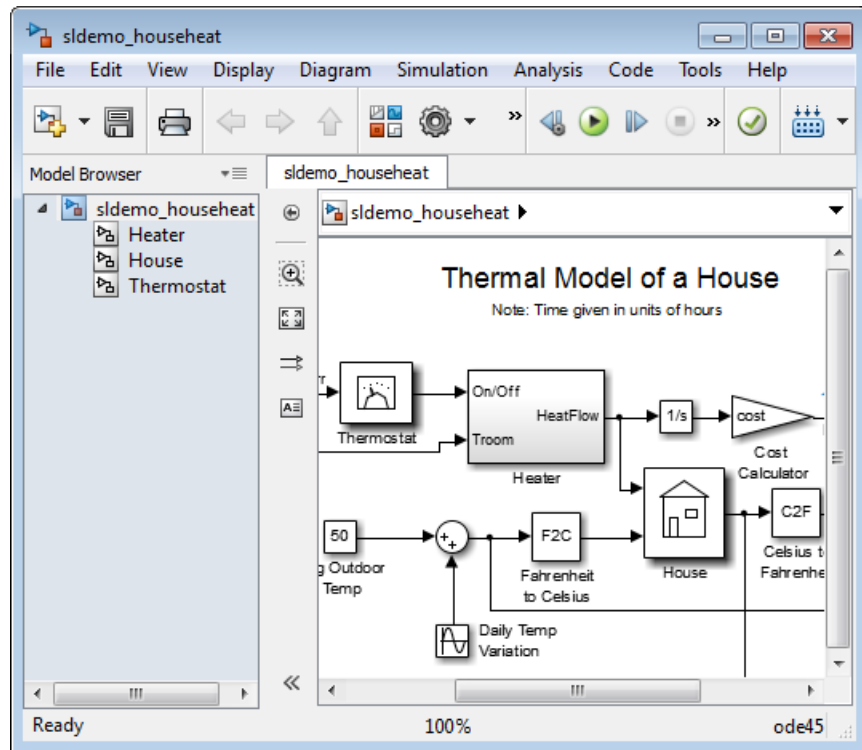 sldemo_househeat
File Edit View Display Diagram Simulation Analysis Code Tools Help
»
»
Model Browser
sldemo_househeat
sldemo_househeat
Heater
House
Thermostat
sldemo_househeat
Thermal Model of a House
Note: Time given in units of hours
Thermostat
On/Off
HeatFlow
Troom
Heater
1/s
cost
Cost
Calculator
50
g Outdoor
Temp
++
F2C
Fahrenheit
to Celsius
House
C2F
Celsius t
Fahrenhe
Daily Temp
Variation
Ready
100%
ode45